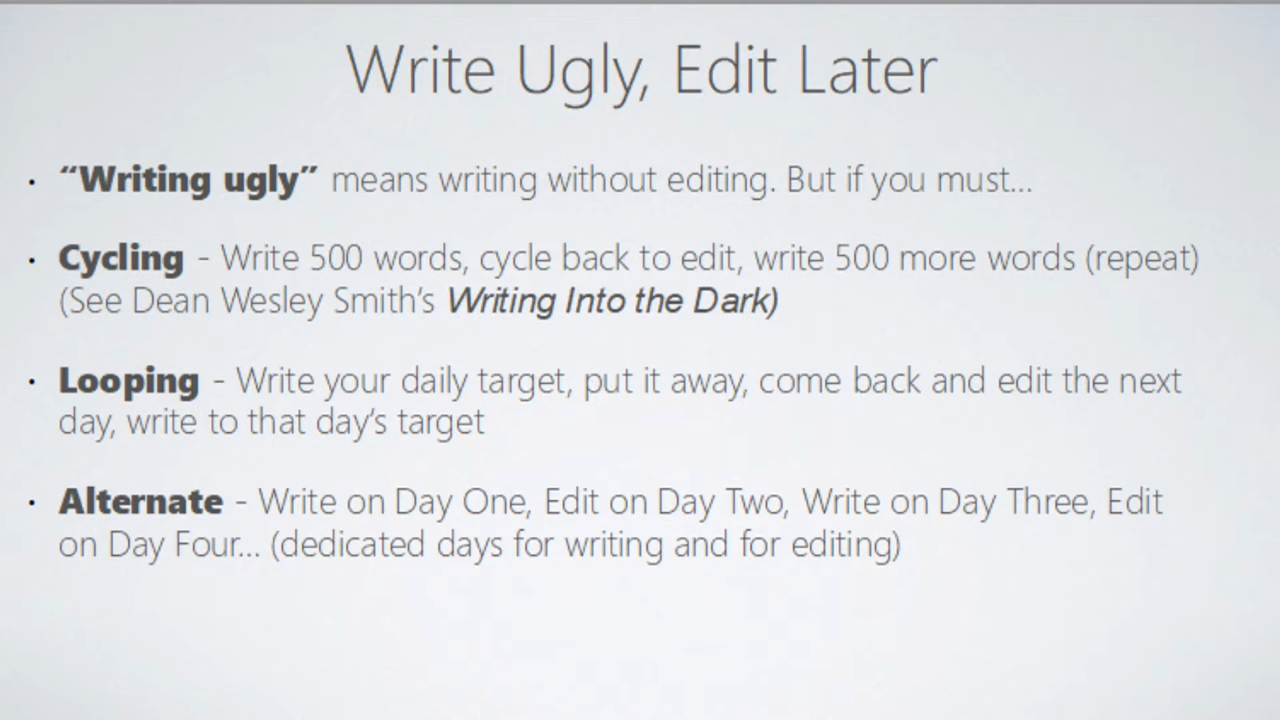 Write Ugly, Edit Later
· “Writing ugly” means writing without editing. But if you must...
· Cycling - Write 500 words, cycle back to edit, write 500 more words (repeat)
(See Dean Wesley Smith’s Writing Into the Dark)
· Looping - Write your daily target, put it away, come back and edit the next
day, write to that day’s target
· Alternate - Write on Day One, Edit on Day Two, Write on Day Three, Edit
on Day Four... (dedicated days for writing and for editing)